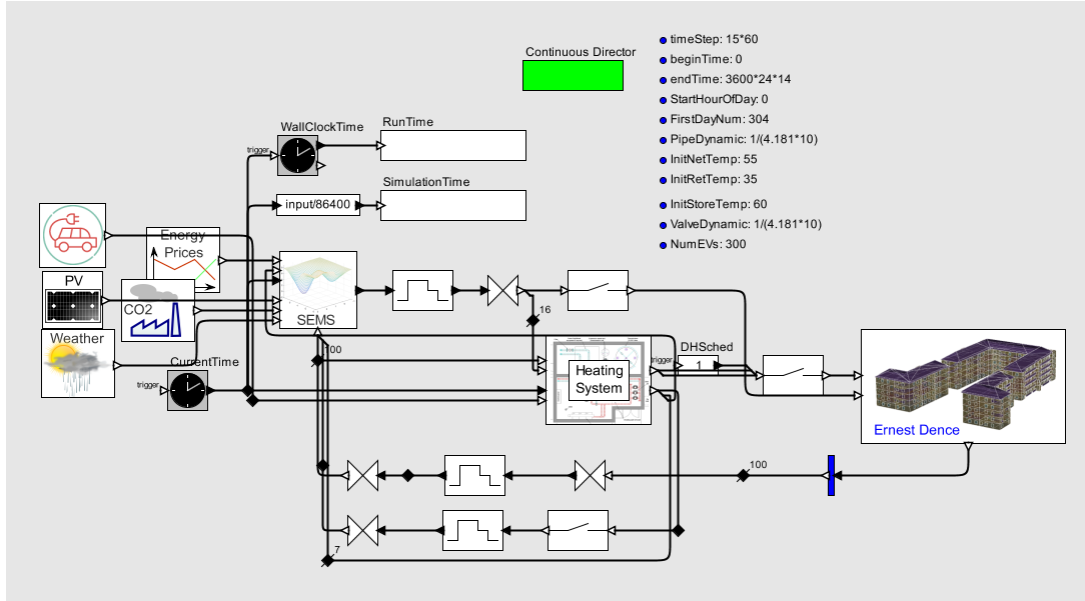 Continuous Director
timeStep: 15*60
beginTime: 0
endTime: 3600*24*14
StartHourOfDay: 0
FirstDayNum: 304
PipeDynamic: 1/(4.181*10)
InitNetTemp: 55
InitRetTemp: 35
InitStoreTemp: 60
ValveDynamic: 1/(4.181*10)
NumEVs: 300
WallClockTime
RunTime
trigger
SimulationTime
input/86400
Energy
Prices
PV
CO2
SEMS
Weather
CurrentTime
trigger
100
16
Heating
System
trigger
DHSched
1
Ernest Dence
100
7